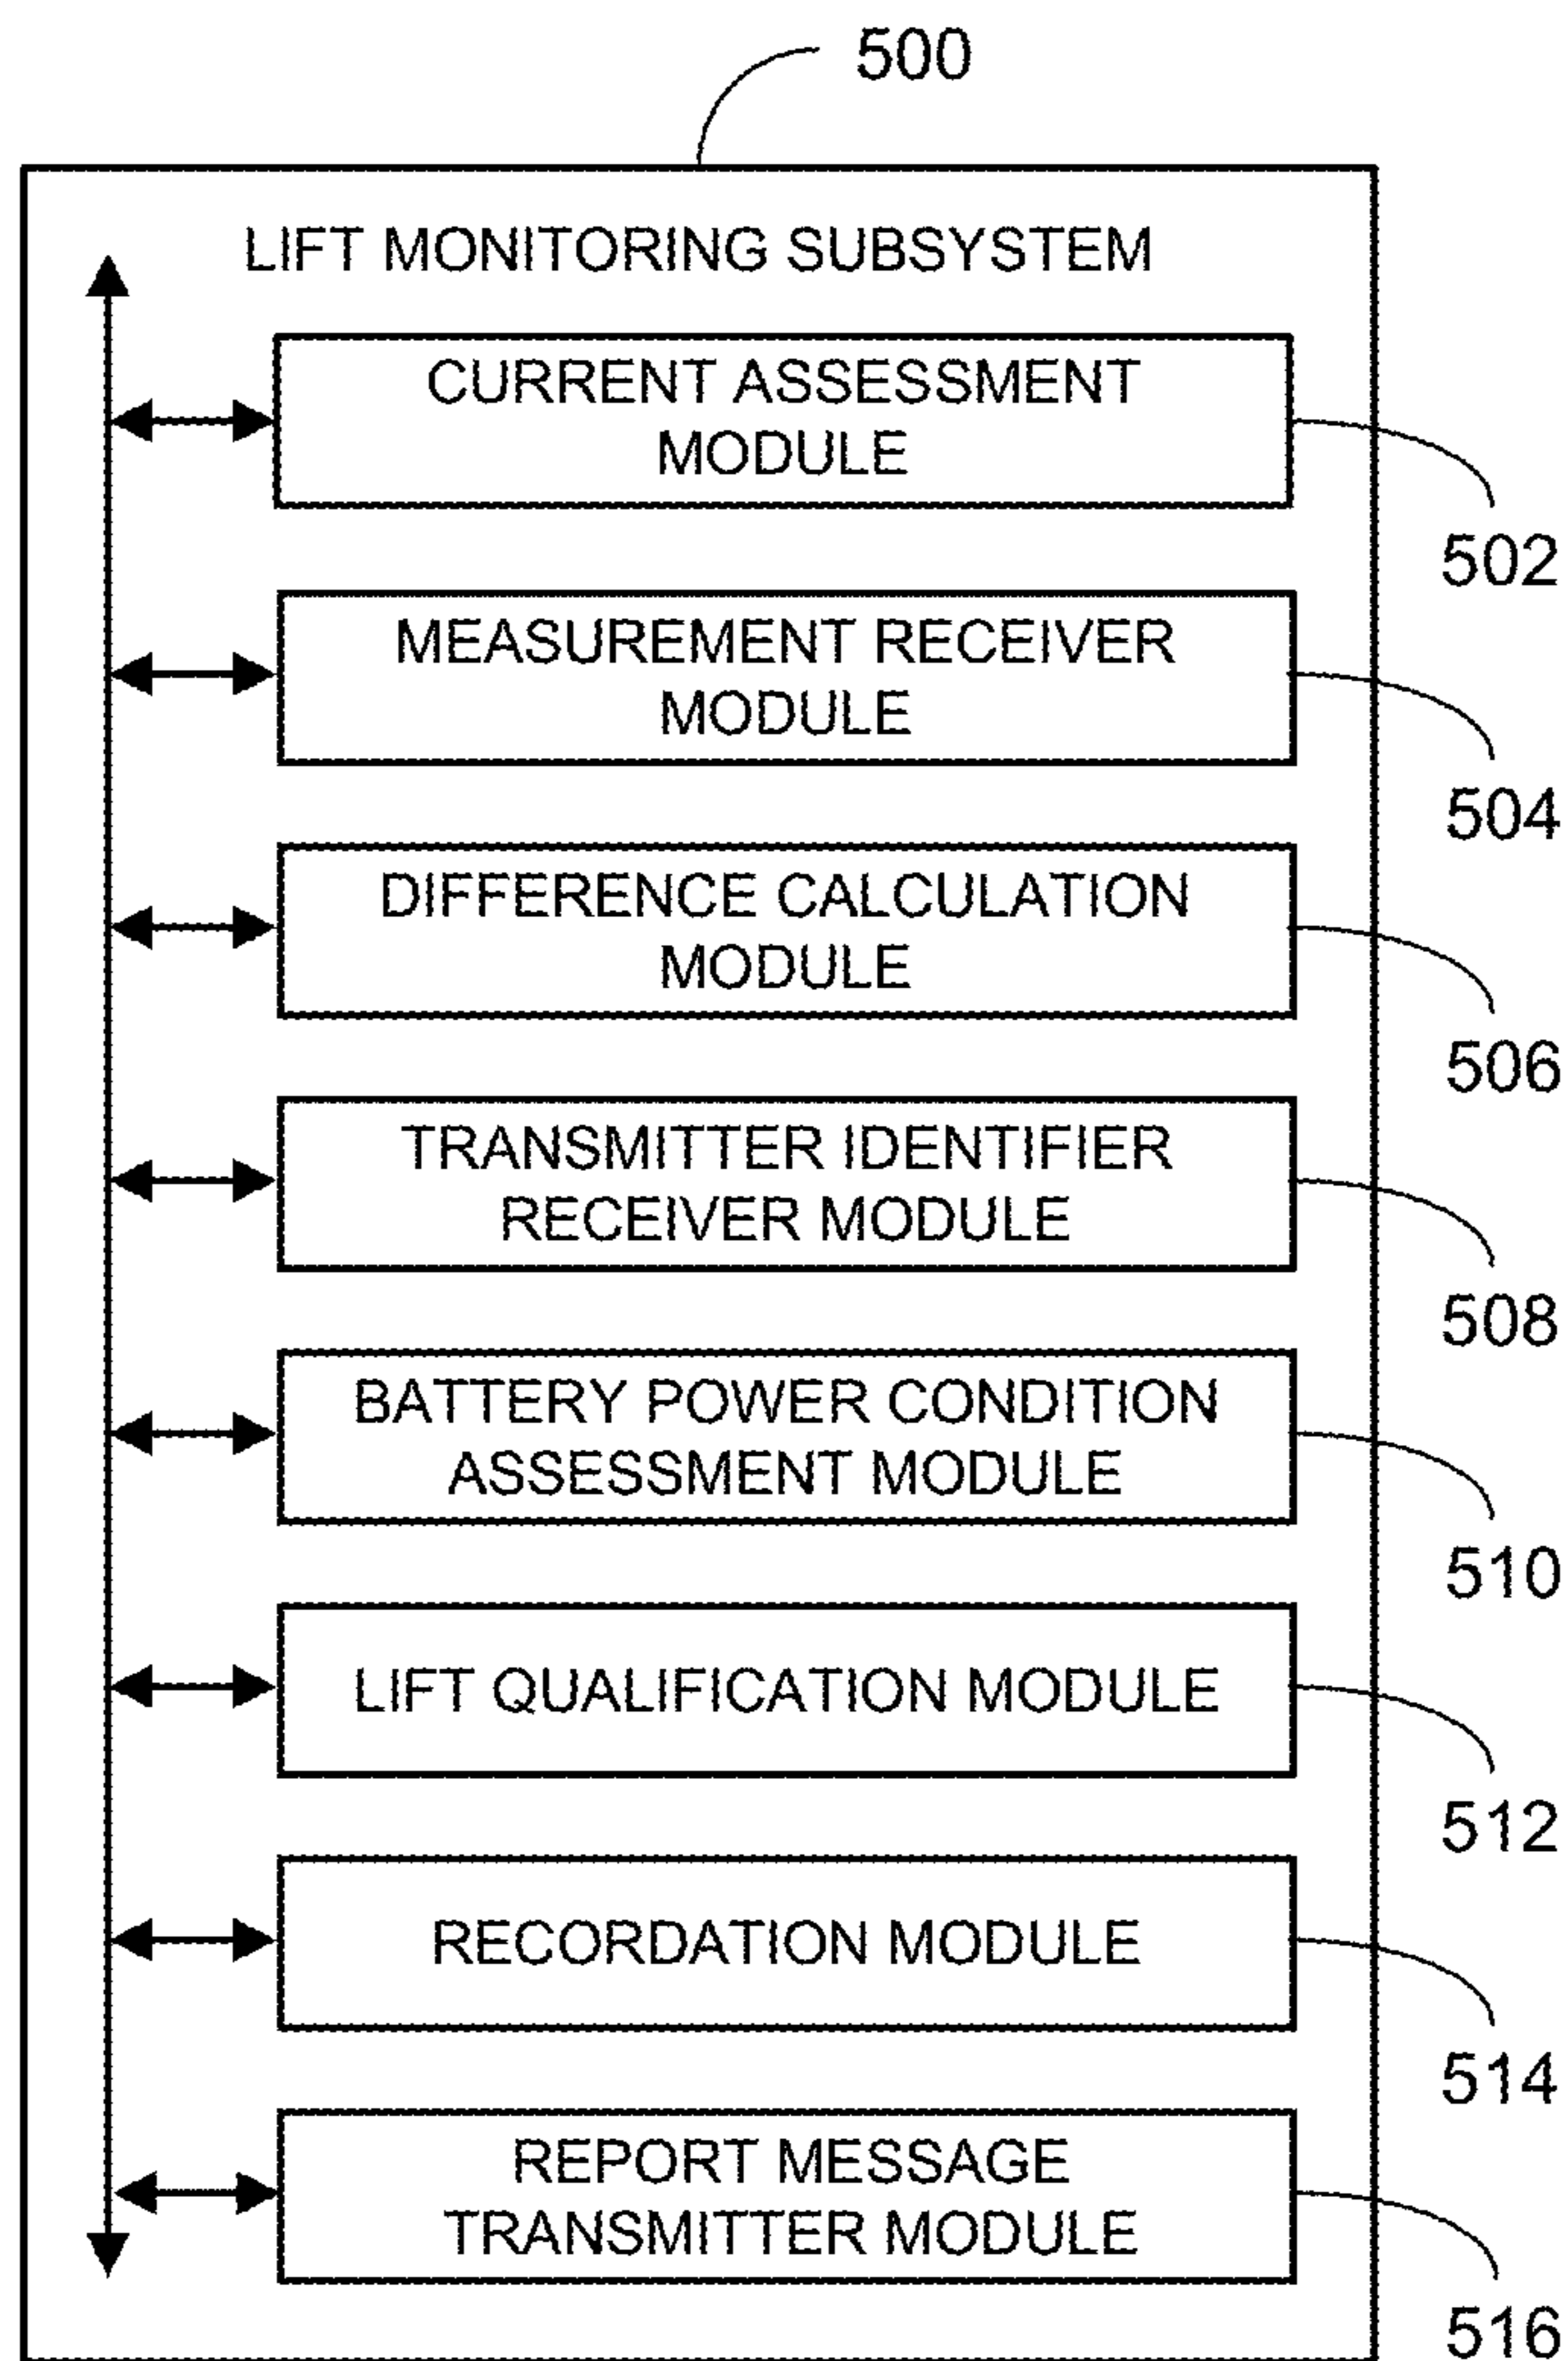 500
LIFT MONITORING SUBSYSTEM
CURRENT ASSESSMENT
MODULE
502
MEASUREMENT RECEIVER
MODULE
504
DIFFERENCE CALCULATION
MODULE
506
TRANSMITTER IDENTIFIER
RECEIVER MODULE
508
BATTERY POWER CONDITION
ASSESSMENT MODULE
510
LIFT QUALIFICATION MODULE
512
RECORDATION MODULE
514
REPORT MESSAGE
TRANSMITTER MODULE
516